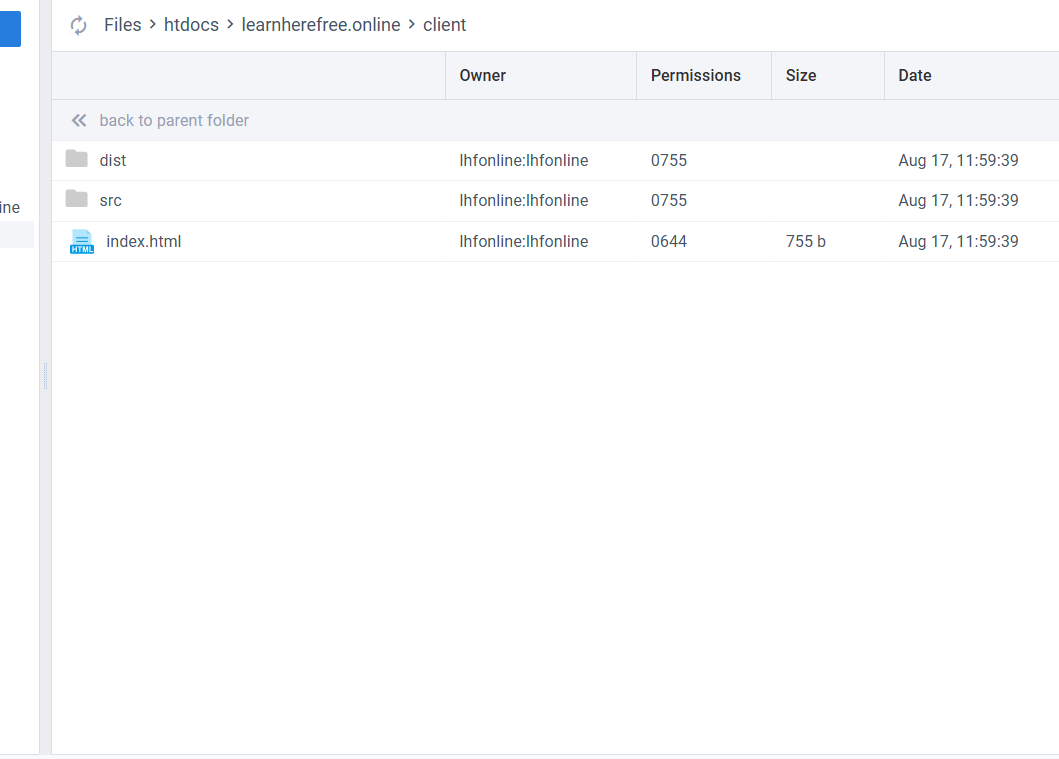 Files > htdocs > learnherefree.online > client
Owner Permissions Size Date
back to parent folder
dist lhfonline:lhfonline 0755 Aug 17, 11:59:39
src lhfonline:lhfonline 0755 Aug 17, 11:59:39
ine
HTML index.html lhfonline:lhfonline 0644 755 b Aug 17, 11:59:39